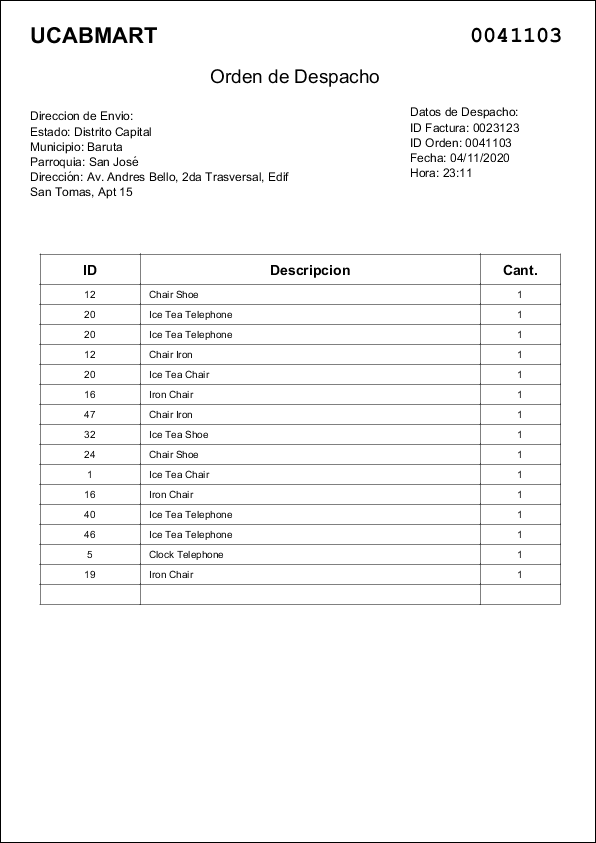 UCABMART
0041103
Orden de Despacho
Direccion de Envio:
Estado: Distrito Capital
Municipio: Baruta
Parroquia: San José
Dirección: Av. Andres Bello, 2da Trasversal, Edif
San Tomas, Apt 15
Datos de Despacho:
ID Factura: 0023123
ID Orden: 0041103
Fecha: 04/11/2020
Hora: 23:11
ID Descripcion Cant.
12 Chair Shoe 1
20 Ice Tea Telephone 1
20 Ice Tea Telephone 1
12 Chair Iron 1
20 Ice Tea Chair 1
16 Iron Chair 1
47 Chair Iron 1
32 Ice Tea Shoe 1
24 Chair Shoe 1
1 Ice Tea Chair 1
16 Iron Chair 1
40 Ice Tea Telephone 1
46 Ice Tea Telephone 1
5 Clock Telephone 1
19 Iron Chair 1